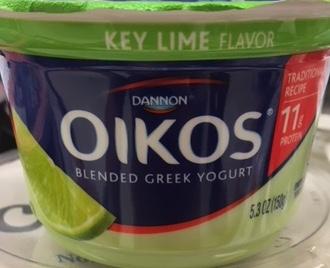 KEY LIME FLAVOR
TRADITIONAL
RECIPE
11g
PROTEIN
DANNON®
OIKOS®
BLENDED GREEK YOGURT
5.3 OZ (150g)